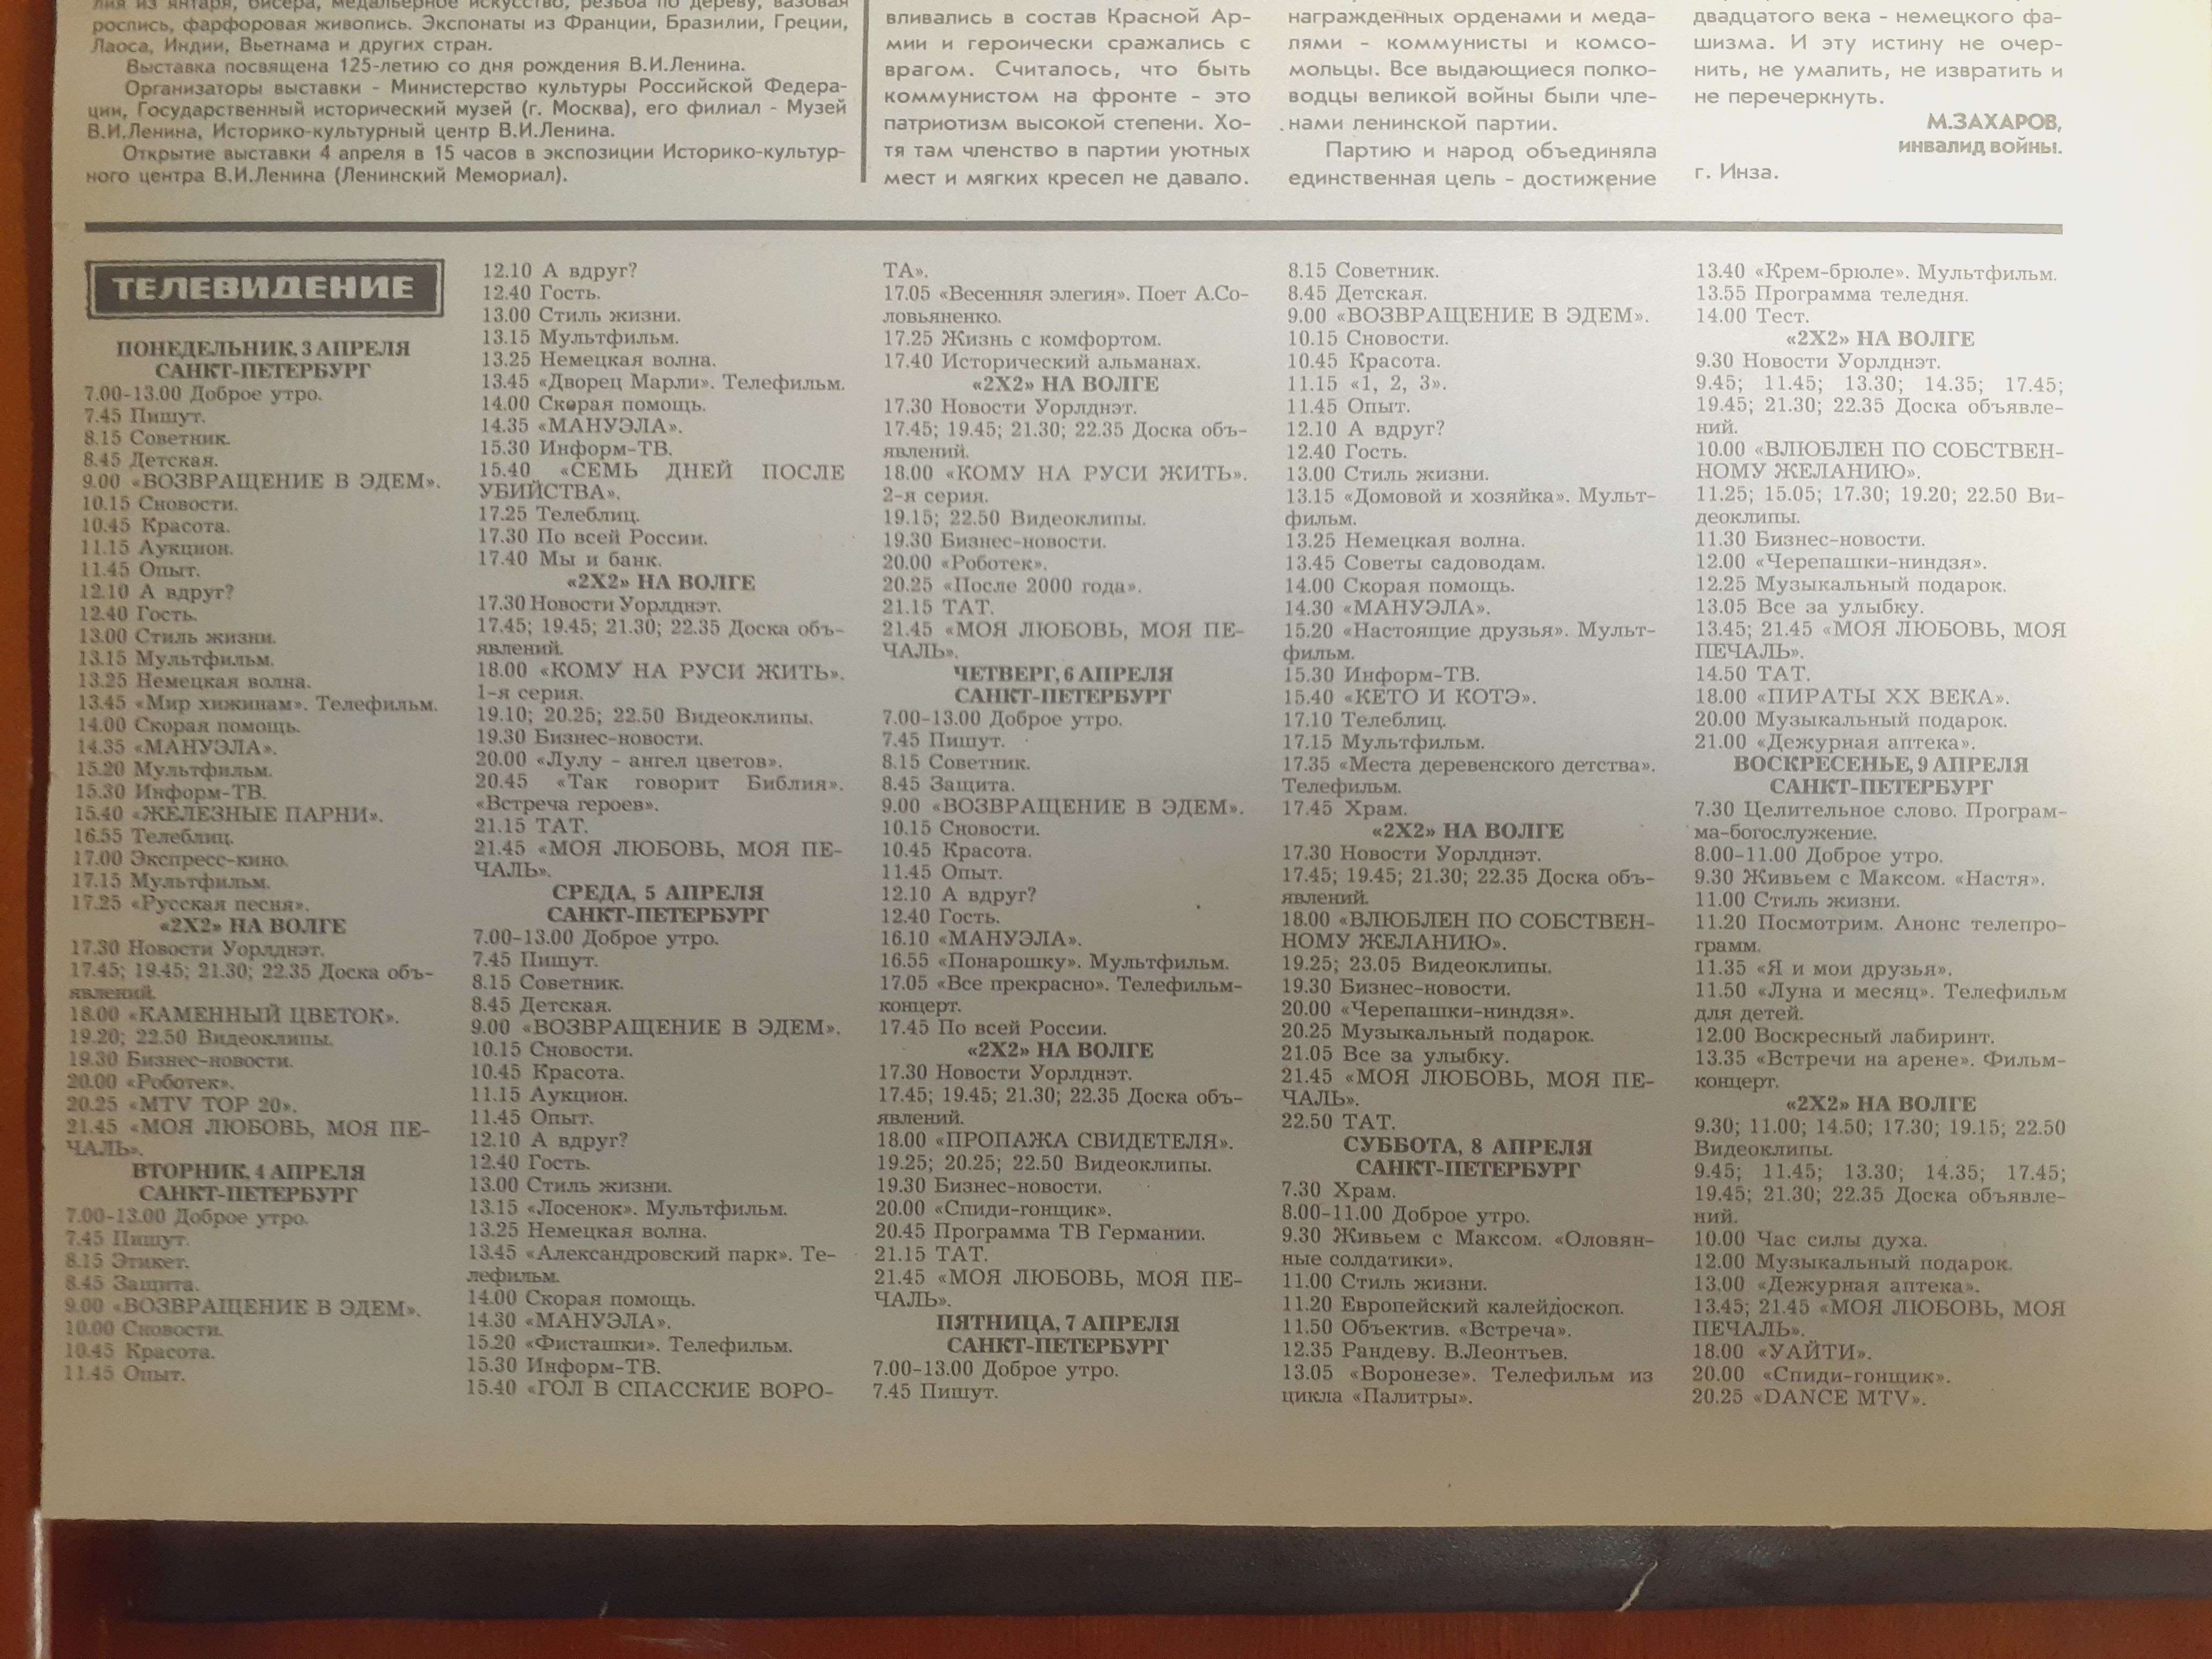 лия из янтаря, бисера, медальерное искусство, резьба по дереву, вазовая
роспись, фарфоровая живопись. Экспонаты из Франции, Бразилии, Греции,
Лаоса, Индии, Вьетнама и других стран.
Выставка посвящена 125-летию со дня рождения В.И.Ленина.
Организаторы выставки - Министерство культуры Российской Федера-
ции, Государственный исторический музей (г. Москва), его филиал - Музей
В.И.Ленина, Историко-культурный центр В.И.Ленина.
Открытие выставки 4 апреля в 15 часов в экспозиции Историко-культур-
ного центра В.И.Ленина (Ленинский Мемориал).
вливались в состав Красной Ар-
мии и героически сражались с
врагом. Считалось, что быть
коммунистом на фронте - это
патриотизм высокой степени. Хо-
тя там членство в партии уютных
мест и мягких кресел не давало.
награжденных орденами и меда-
лями - коммунисты и комсо-
мольцы. Все выдающиеся полко-
водцы великой войны были чле-
нами ленинской партии.
Партию и народ объединяла
единственная цель - достижение
двадцатого века - немецкого фа-
шизма. И эту истину не очер-
нить, не умалить, не извратить и
не перечеркнуть.
М.ЗАХАРОВ,
инвалид войны.
г. Инза.
ТЕЛЕВИДЕНИЕ
ПОНЕДЕЛЬНИК, 3 АПРЕЛЯ
САНКТ-ПЕТЕРБУРГ
7.00-13.00 Доброе утро.
7.45 Пишут.
8.15 Советник.
8.45 Детская.
9.00 «ВОЗВРАЩЕНИЕ В ЭДЕМ».
10.15 Сновости.
10.45 Красота.
11.15 Аукцион.
11.45 Опыт.
12.10 А вдруг?
12.40 Гость.
13.00 Стиль жизни.
13.15 Мультфильм.
13.25 Немецкая волна.
13.45 «Мир хижинам». Телефильм.
14.00 Скорая помощь.
14.35 «МАНУЭЛА».
15.20 Мультфильм.
15.30 Информ-ТВ.
15.40 «ЖЕЛЕЗНЫЕ ПАРНИ».
16.55 Телеблиц.
17.00 Экспресс-кино.
17.15 Мультфильм.
17.25 «Русская песня».
«2Х2» НА ВОЛГЕ
17.30 Новости Уорлднэт.
17.45; 19.45; 21.30; 22.35 Доска объ-
явлений.
18.00 «КАМЕННЫЙ ЦВЕТОК».
19.20; 22.50 Видеоклипы.
19.30 Бизнес-новости.
20.00 «Роботек».
20.25 «MTV TOP 20».
21.45 «МОЯ ЛЮБОВЬ, МОЯ ПЕ-
ЧАЛЬ».
ВТОРНИК, 4 АПРЕЛЯ
САНКТ-ПЕТЕРБУРГ
7.00-13.00 Доброе утро.
7.45 Пишут.
8.15 Этикет.
8.45 Защита.
9.00 «ВОЗВРАЩЕНИЕ В ЭДЕМ».
10.00 Сновости.
10.45 Красота.
11.45 Опыт.
12.10 А вдруг?
12.40 Гость.
13.00 Стиль жизни.
13.15 Мультфильм.
13.25 Немецкая волна.
13.45 «Дворец Марли». Телефильм.
14.00 Скорая помощь.
14.35 «МАНУЭЛА».
15.30 Информ-ТВ.
15.40 «СЕМЬ ДНЕЙ ПОСЛЕ
УБИЙСТВА».
17.25 Телеблиц.
17.30 По всей России.
17.40 Мы и банк.
«2Х2» НА ВОЛГЕ
17.30 Новости Уорлднэт.
17.45; 19.45; 21.30; 22.35 Доска объ-
явлений.
18.00 «КОМУ НА РУСИ ЖИТЬ».
1-я серия.
19.10; 20.25; 22.50 Видеоклипы.
19.30 Бизнес-новости.
20.00 «Лулу - ангел цветов».
20.45 «Так говорит Библия».
«Встреча героев».
21.15 ТАТ.
21.45 «МОЯ ЛЮБОВЬ, МОЯ ПЕ-
ЧАЛЬ».
СРЕДА, 5 АПРЕЛЯ
САНКТ-ПЕТЕРБУРГ
7.00-13.00 Доброе утро.
7.45 Пишут.
8.15 Советник.
8.45 Детская.
9.00 «ВОЗВРАЩЕНИЕ В ЭДЕМ».
10.15 Сновости.
10.45 Красота.
11.15 Аукцион.
11.45 Опыт.
12.10 А вдруг?
12.40 Гость.
13.00 Стиль жизни.
13.15 «Лосенок». Мультфильм.
13.25 Немецкая волна.
13.45 «Александровский парк». Те-
лефильм.
14.00 Скорая помощь.
14.30 «МАНУЭЛА».
15.20 «Фисташки». Телефильм.
15.30 Информ-ТВ.
15.40 «ГОЛ В СПАССКИЕ ВОРО-
ТА».
17.05 «Весенняя элегия». Поет А.Со-
ловьяненко.
17.25 Жизнь с комфортом.
17.40 Исторический альманах.
«2Х2» НА ВОЛГЕ
17.30 Новости Уорлднэт.
17.45; 19.45; 21.30; 22.35 Доска объ-
явлений.
18.00 «КОМУ НА РУСИ ЖИТЬ».
2-я серия.
19.15; 22.50 Видеоклипы.
19.30 Бизнес-новости.
20.00 «Роботек».
20.25 «После 2000 года».
21.15 ТАТ.
21.45 «МОЯ ЛЮБОВЬ, МОЯ ПЕ-
ЧАЛЬ».
ЧЕТВЕРГ, 6 АПРЕЛЯ
САНКТ-ПЕТЕРБУРГ
7.00-13.00 Доброе утро.
7.45 Пишут.
8.15 Советник.
8.45 Защита.
9.00 «ВОЗВРАЩЕНИЕ В ЭДЕМ».
10.15 Сновости.
10.45 Красота.
11.45 Опыт.
12.10 А вдруг?
12.40 Гость.
16.10 «МАНУЭЛА».
16.55 «Понарошку». Мультфильм.
17.05 «Все прекрасно». Телефильм-
концерт.
17.45 По всей России.
«2Х2» НА ВОЛГЕ
17.30 Новости Уорлднэт.
17.45; 19.45; 21.30; 22.35 Доска объ-
явлений.
18.00 «ПРОПАЖА СВИДЕТЕЛЯ».
19.25; 20.25; 22.50 Видеоклипы.
19.30 Бизнес-новости.
20.00 «Спиди-гонщик».
20.45 Программа ТВ Германии.
21.15 ТАТ.
21.45 «МОЯ ЛЮБОВЬ, МОЯ ПЕ-
ЧАЛЬ».
ПЯТНИЦА, 7 АПРЕЛЯ
САНКТ-ПЕТЕРБУРГ
7.00-13.00 Доброе утро.
7.45 Пишут.
8.15 Советник.
8.45 Детская.
9.00 «ВОЗВРАЩЕНИЕ В ЭДЕМ».
10.15 Сновости.
10.45 Красота.
11.15 «1, 2, 3».
11.45 Опыт.
12.10 А вдруг?
12.40 Гость.
13.00 Стиль жизни.
13.15 «Домовой и хозяйка». Мульт-
фильм.
13.25 Немецкая волна.
13.45 Советы садоводам.
14.00 Скорая помощь.
14.30 «МАНУЭЛА».
15.20 «Настоящие друзья». Мульт-
фильм.
15.30 Информ-ТВ.
15.40 «КЕТО И КОТЭ».
17.10 Телеблиц.
17.15 Мультфильм.
17.35 «Места деревенского детства».
Телефильм.
17.45 Храм.
«2Х2» НА ВОЛГЕ
17.30 Новости Уорлднэт.
17.45; 19.45; 21.30; 22.35 Доска объ-
явлений.
18.00 «ВЛЮБЛЕН ПО СОБСТВЕН-
НОМУ ЖЕЛАНИЮ».
19.25; 23.05 Видеоклипы.
19.30 Бизнес-новости.
20.00 «Черепашки-ниндзя».
20.25 Музыкальный подарок.
21.05 Все за улыбку.
21.45 «МОЯ ЛЮБОВЬ, МОЯ ПЕ-
ЧАЛЬ».
22.50 ТАТ.
СУББОТА, 8 АПРЕЛЯ
САНКТ-ПЕТЕРБУРГ
7.30 Храм.
8.00-11.00 Доброе утро.
9.30 Живьем с Максом. «Оловян-
ные солдатики».
11.00 Стиль жизни.
11.20 Европейский калейдоскоп.
11.50 Объектив. «Встреча».
12.35 Рандеву. В.Леонтьев.
13.05 «Воронезе». Телефильм из
цикла «Палитры».
13.40 «Крем-брюле». Мультфильм.
13.55 Программа теледня.
14.00 Тест.
«2Х2» НА ВОЛГЕ
9.30 Новости Уорлднэт.
9.45; 11.45; 13.30; 14.35; 17.45;
19.45; 21.30; 22.35 Доска объявле-
ний.
10.00 «ВЛЮБЛЕН ПО СОБСТВЕН-
НОМУ ЖЕЛАНИЮ».
11.25; 15.05; 17.30; 19.20; 22.50 Ви-
деоклипы.
11.30 Бизнес-новости.
12.00 «Черепашки-ниндзя».
12.25 Музыкальный подарок.
13.05 Все за улыбку.
13.45; 21.45 «МОЯ ЛЮБОВЬ, МОЯ
ПЕЧАЛЬ».
14.50 ТАТ.
18.00 «ПИРАТЫ ХХ ВЕКА».
20.00 Музыкальный подарок.
21.00 «Дежурная аптека».
ВОСКРЕСЕНЬЕ, 9 АПРЕЛЯ
САНКТ-ПЕТЕРБУРГ
7.30 Целительное слово. Програм-
ма-богослужение.
8.00-11.00 Доброе утро.
9.30 Живьем с Максом. «Настя».
11.00 Стиль жизни.
11.20 Посмотрим. Анонс телепро-
грамм.
11.35 «Я и мои друзья».
11.50 «Луна и месяц». Телефильм
для детей.
12.00 Воскресный лабиринт.
13.35 «Встречи на арене». Фильм-
концерт.
«2Х2» НА ВОЛГЕ
9.30; 11.00; 14.50; 17.30; 19.15; 22.50
Видеоклипы.
9.45; 11.45; 13.30; 14.35; 17.45;
19.45; 21.30; 22.35 Доска объявле-
ний.
10.00 Час силы духа.
12.00 Музыкальный подарок.
13.00 «Дежурная аптека».
13.45; 21.45 «МОЯ ЛЮБОВЬ, МОЯ
ПЕЧАЛЬ».
18.00 «УАЙТИ».
20.00 «Спиди-гонщик».
20.25 «DANCE MTV».